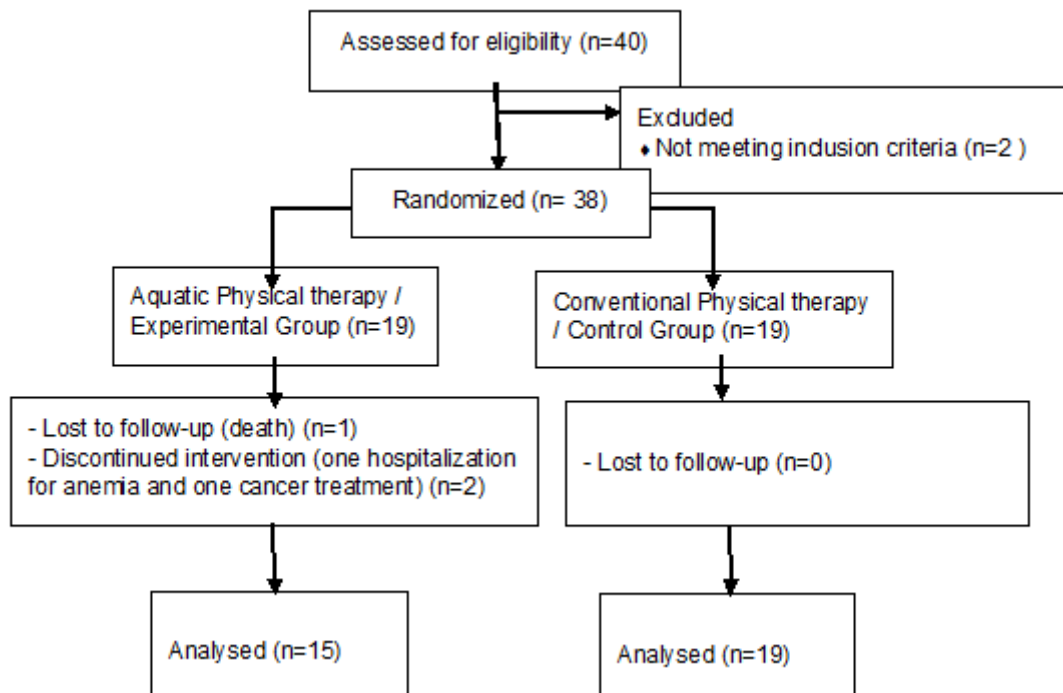 Assessed for eligibility (n=40)
Excluded
♦ Not meeting inclusion criteria (n=2 )
Randomized (n= 38)
Aquatic Physical therapy /
Experimental Group (n=19)
Conventional Physical therapy
/ Control Group (n=19)
- Lost to follow-up (death) (n=1)
- Discontinued intervention (one hospitalization
for anemia and one cancer treatment) (n=2)
- Lost to follow-up (n=0)
Analysed (n=15)
Analysed (n=19)